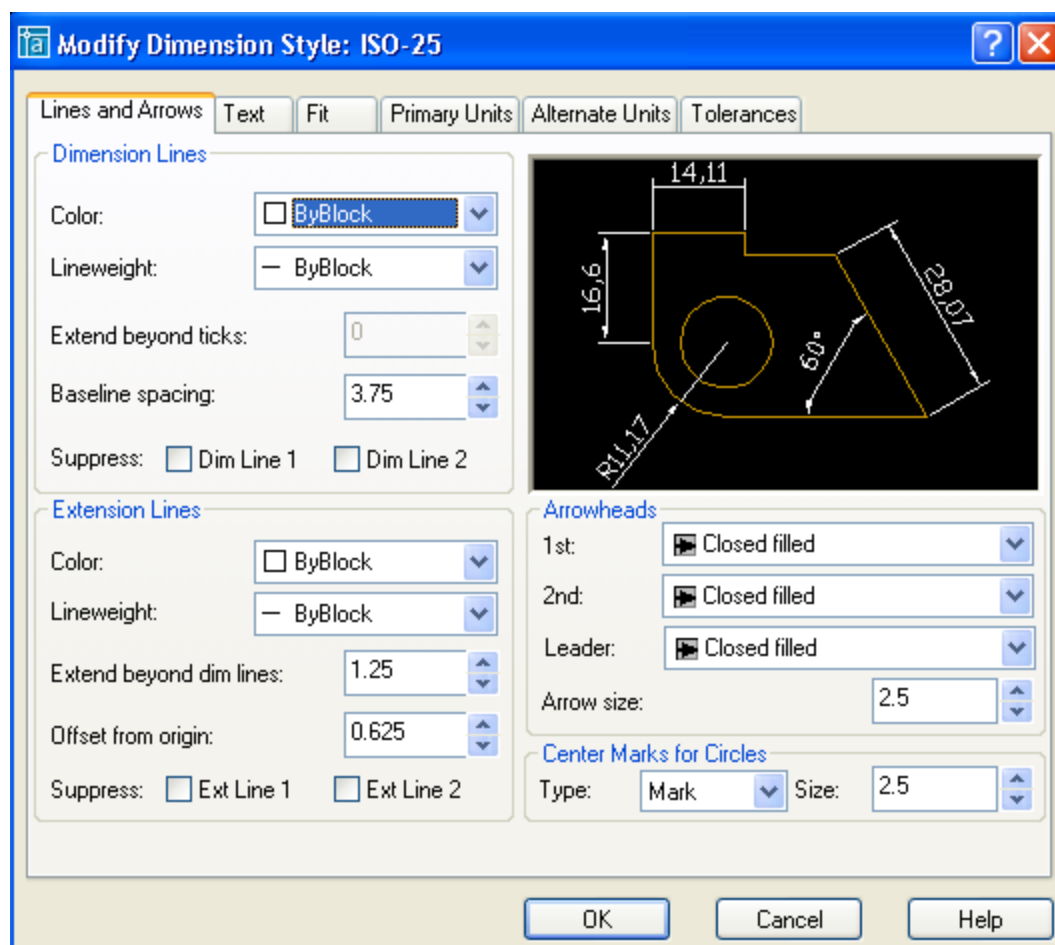 Modify Dimension Style: ISO-25
Lines and Arrows Text Fit Primary Units Alternate Units Tolerances
Dimension Lines
Color: ByBlock
Lineweight: ByBlock
Extend beyond ticks: 0
Baseline spacing: 3.75
Suppress: Dim Line 1 Dim Line 2
14,11
16,6
28,07
60°
R11,17
Extension Lines
Color: ByBlock
Lineweight: ByBlock
Extend beyond dim lines: 1.25
Offset from origin: 0.625
Suppress: Ext Line 1 Ext Line 2
Arrowheads
1st: Closed filled
2nd: Closed filled
Leader: Closed filled
Arrow size: 2.5
Center Marks for Circles
Type: Mark Size: 2.5
OK Cancel Help